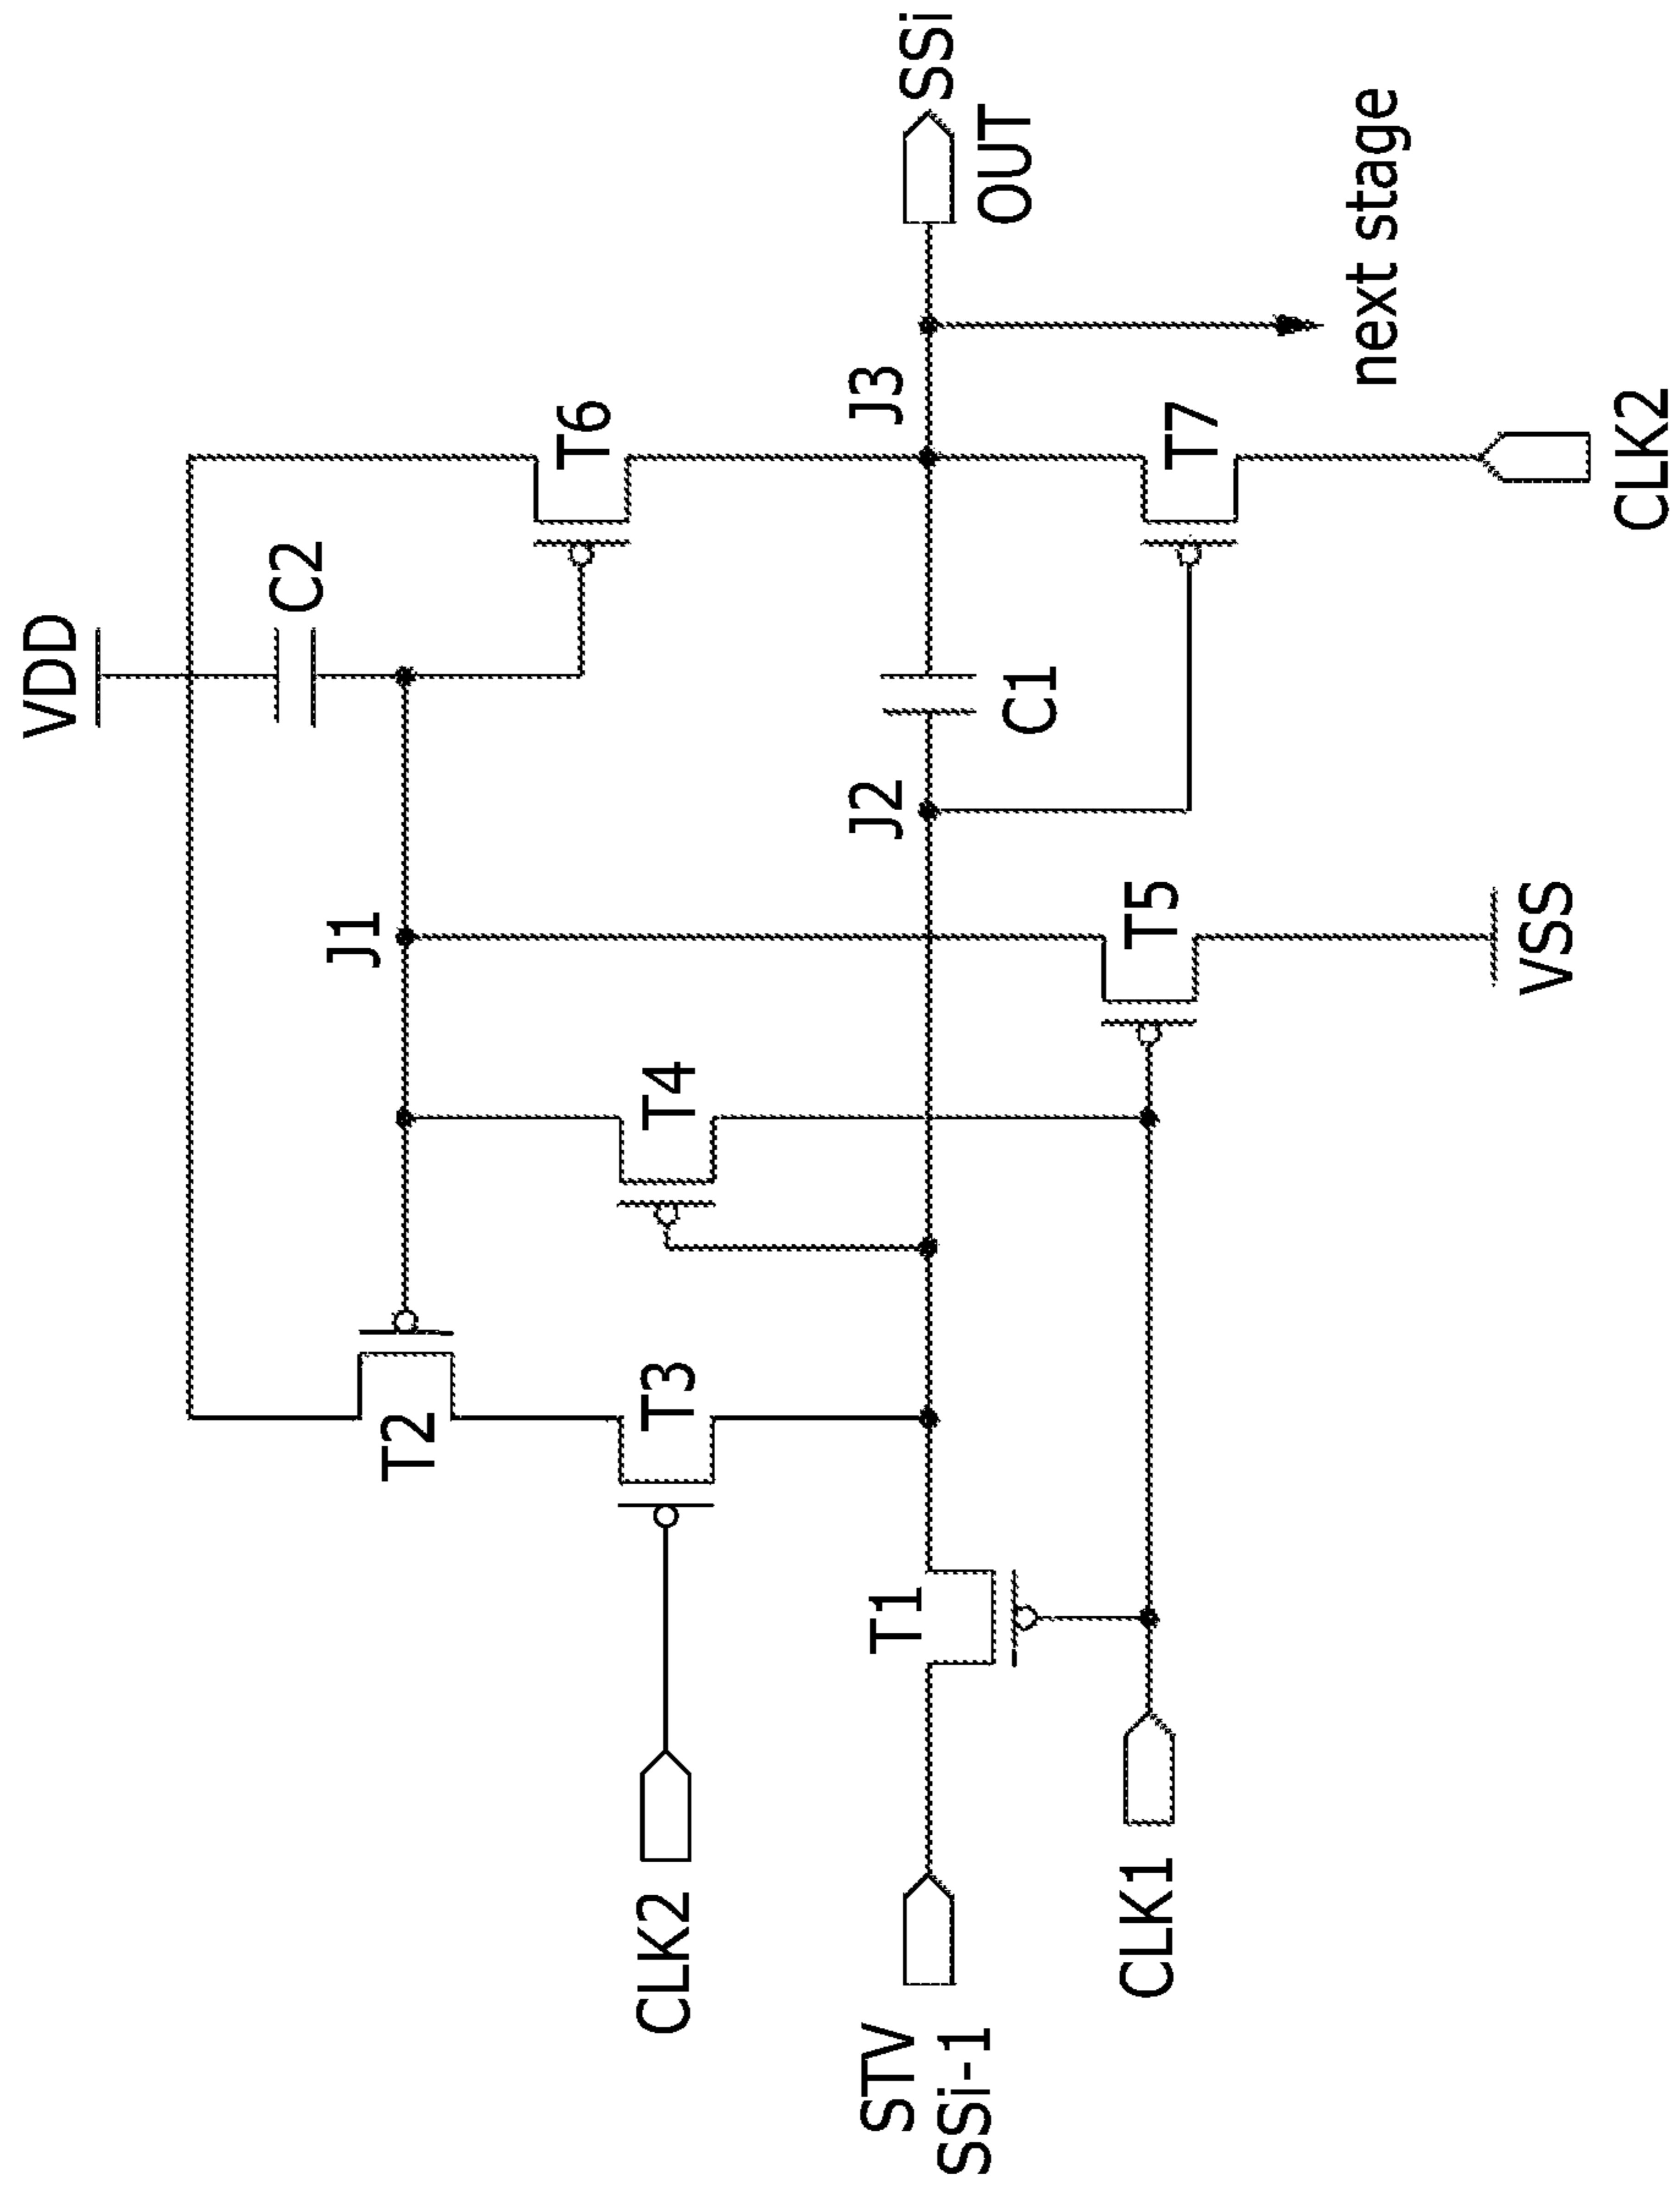 VDD
C2
J1
T2
T6
CLK2
T3
T4
STV
SSi-1
T1
J2
C1
J3
SSi
OUT
CLK1
T5
T7
VSS
CLK2
next stage